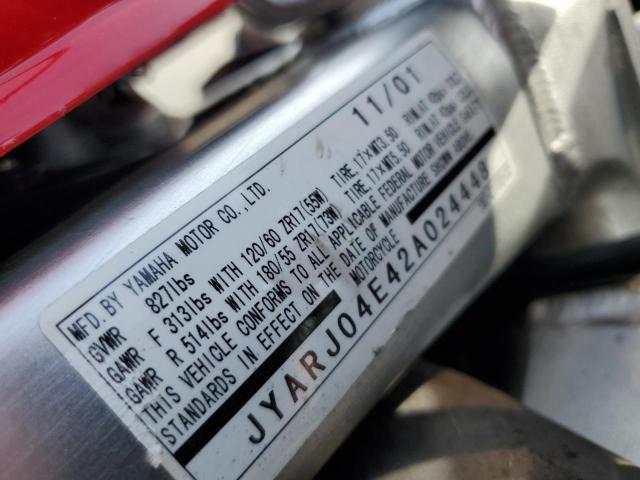 MFD.BY YAMAHA MOTOR CO.,LTD. 11/01
GVWR 827lbs
GAWR - F 313lbs WITH 120/60 ZR17(55W) TIRE, 17×MT3.50 RIM, AT
GAWR R 514lbs WITH 180/55 ZR17(73W) TIRE, 17×MT5.50 RIM, AT
THIS VEHICLE CONFORMS TO ALL APPLICABLE FEDERAL MOTOR VEHICLE SAFETY
STANDARDS IN EFFECT ON THE DATE OF MANUFACTURE SHOWN ABOVE.
MOTORCYCLE
JYARJ04E42A024448